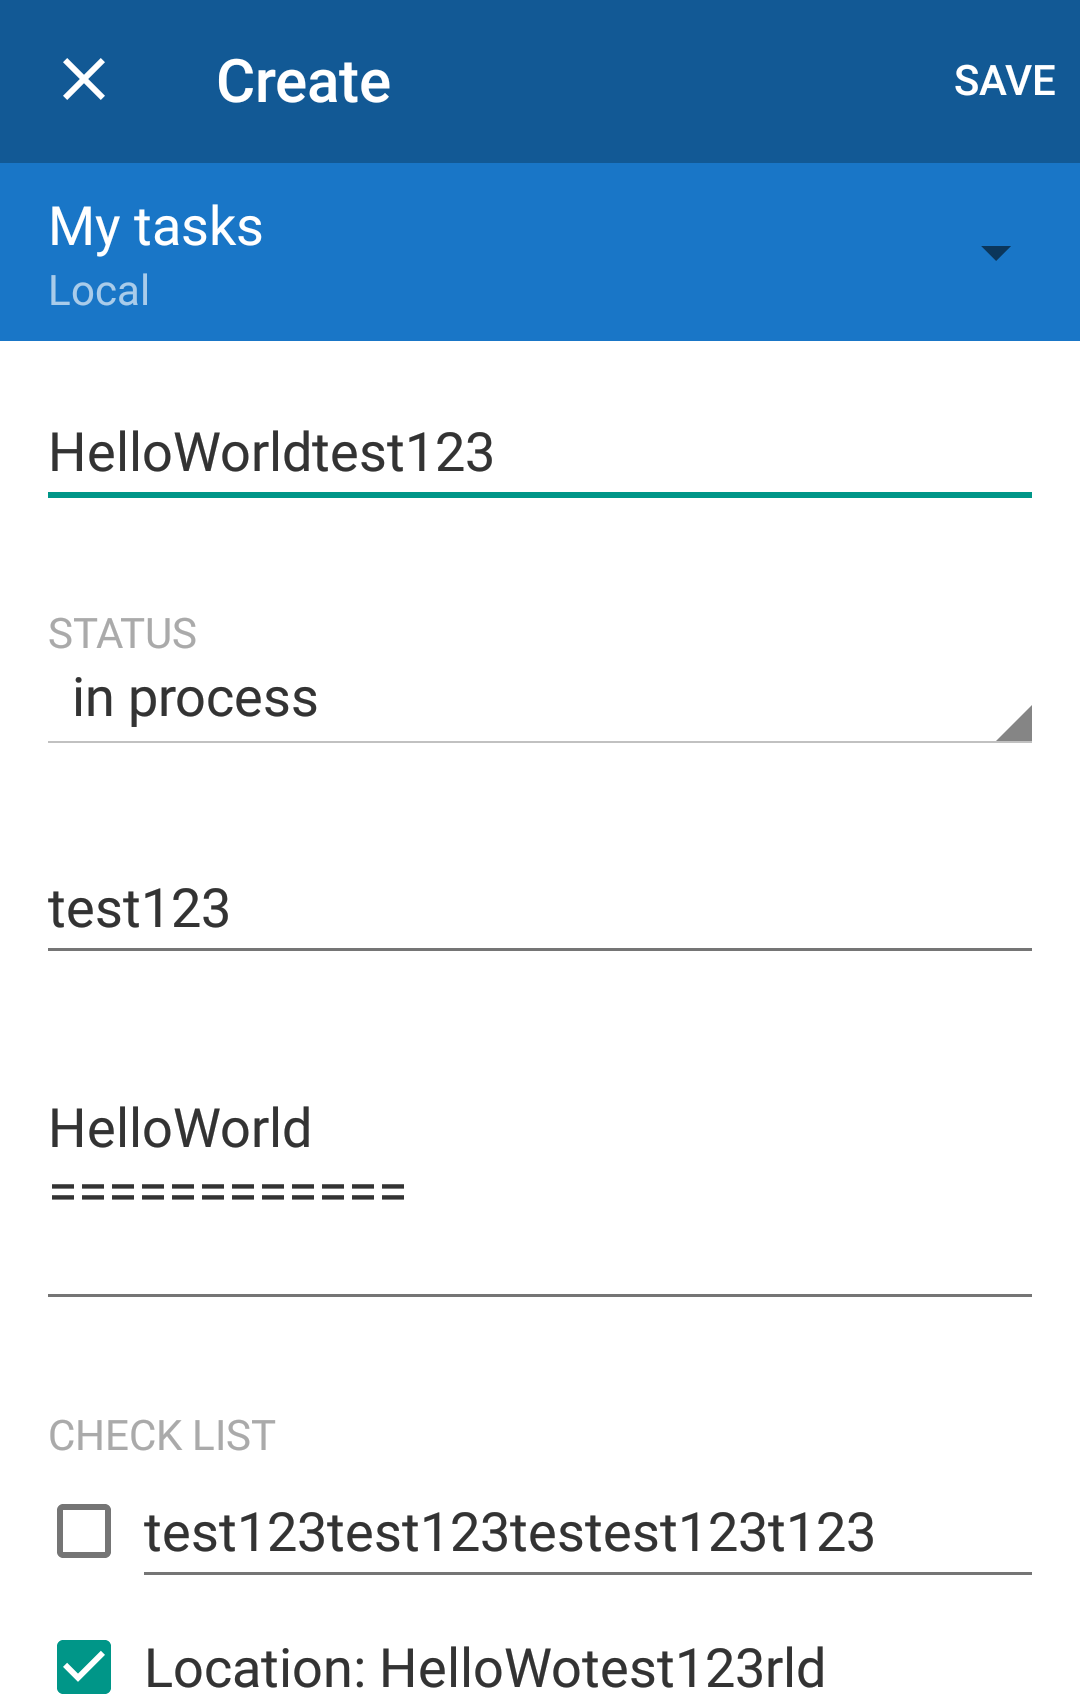 Create
SAVE
My tasks
Local
HelloWorldtest123
STATUS
in process
test123
HelloWorld
============
CHECK LIST
test123test123testest123t123
Location: HelloWotest123rld